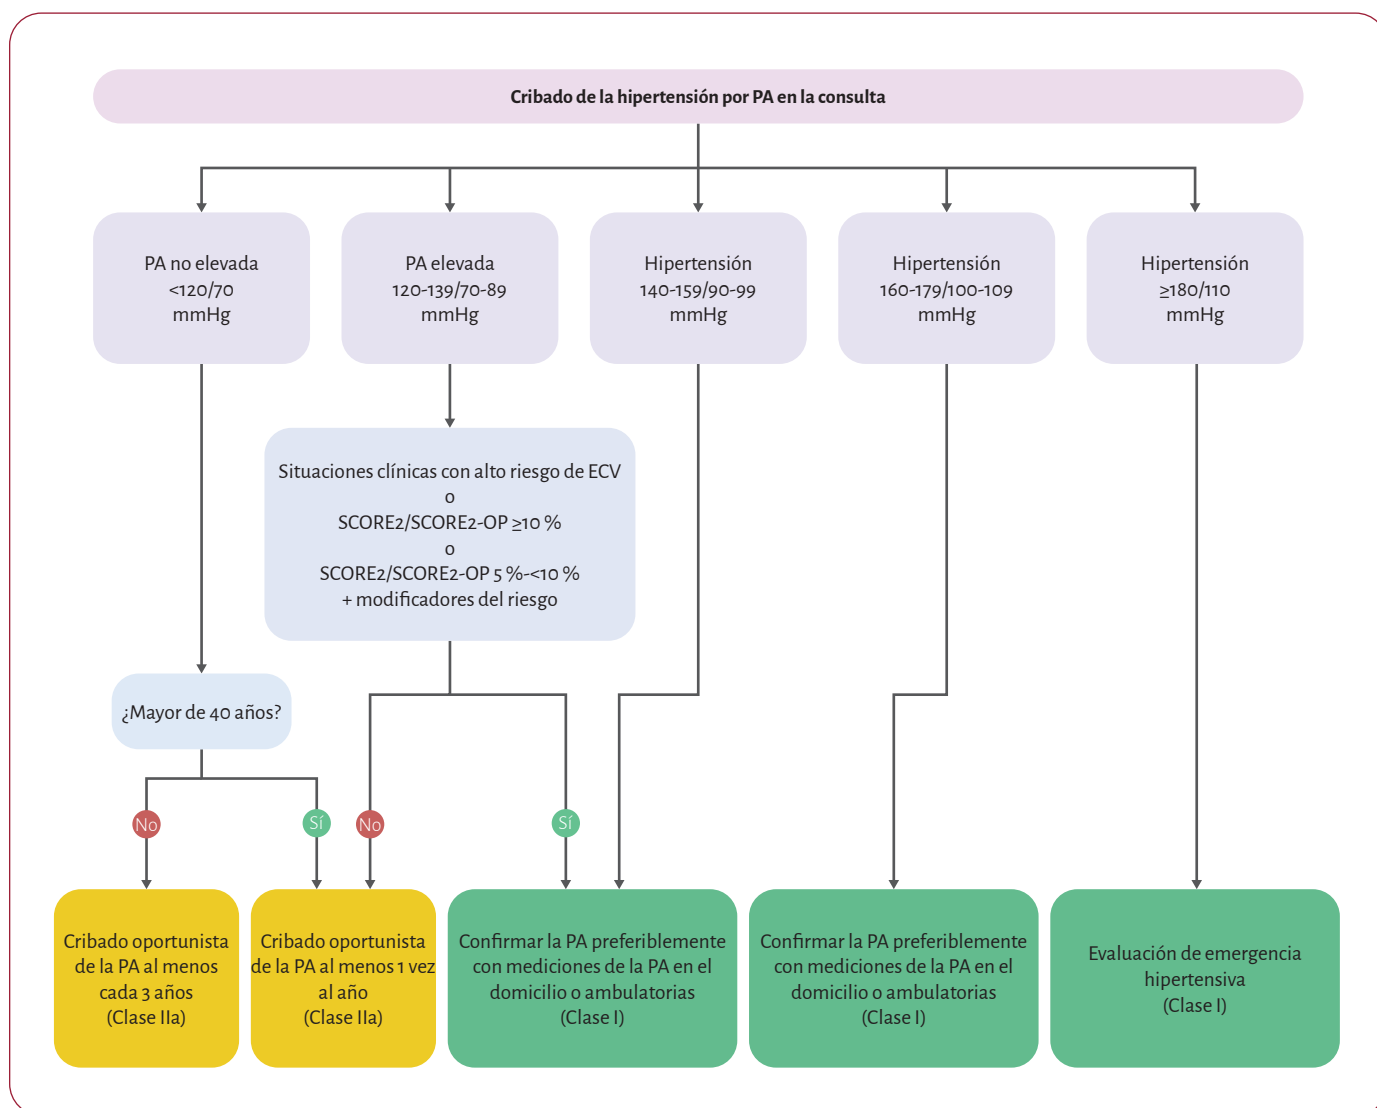 Cribado de la hipertensión por PA en la consulta
PA no elevada
<120/70
mmHg
PA elevada
120-139/70-89
mmHg
Hipertensión
140-159/90-99
mmHg
Hipertensión
160-179/100-109
mmHg
Hipertensión
≥180/110
mmHg
Situaciones clínicas con alto riesgo de ECV
o
SCORE2/SCORE2-OP ≥10 %
o
SCORE2/SCORE2-OP 5 %-<10 %
+ modificadores del riesgo
¿Mayor de 40 años?
No
Sí
No
Sí
Cribado oportunista
de la PA al menos
cada 3 años
(Clase IIa)
Cribado oportunista
de la PA al menos 1 vez
al año
(Clase IIa)
Confirmar la PA preferiblemente
con mediciones de la PA en el
domicilio o ambulatorias
(Clase I)
Confirmar la PA preferiblemente
con mediciones de la PA en el
domicilio o ambulatorias
(Clase I)
Evaluación de emergencia
hipertensiva
(Clase I)